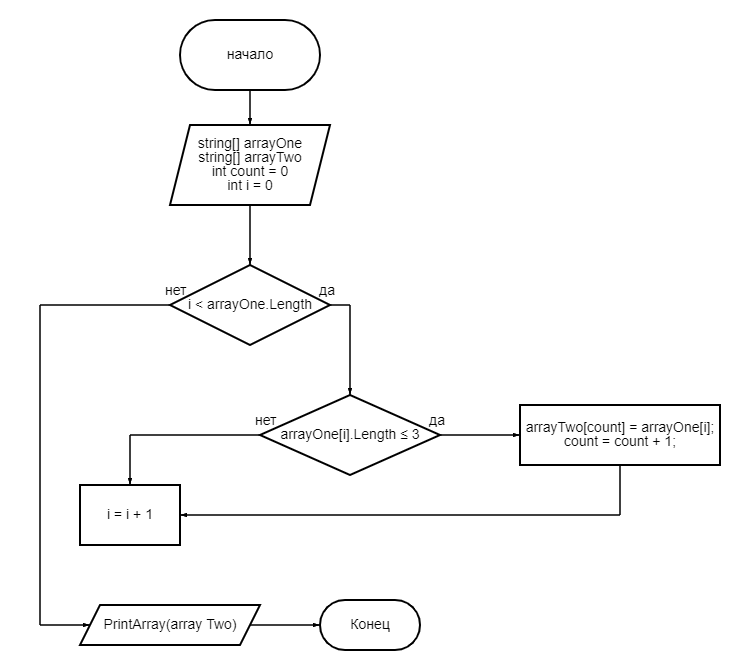 начало
string[] arrayOne
string[] arrayTwo
int count = 0
int i = 0
нет
да
i < arrayOne.Length
нет
да
arrayOne[i].Length ≤ 3
arrayTwo[count] = arrayOne[i];
count = count + 1;
i = i + 1
PrintArray(array Two)
Конец